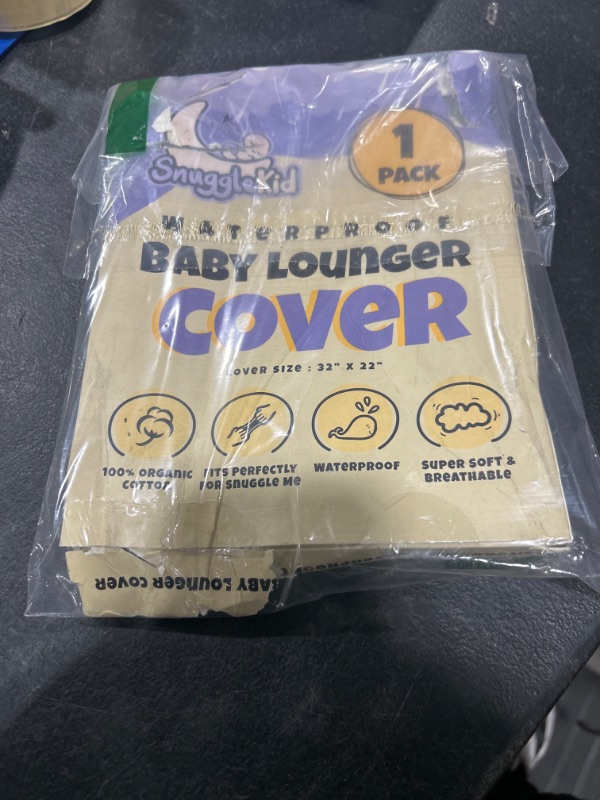 SnuggleKid
1
PACK
WATERPROOF
BABY LOUNGER
COVER
COVER SIZE : 32" X 22"
100% ORGANIC
COTTON
FITS PERFECTLY
FOR SNUGGLE ME
WATERPROOF
SUPER SOFT &
BREATHABLE
BABY LOUNGER COVER